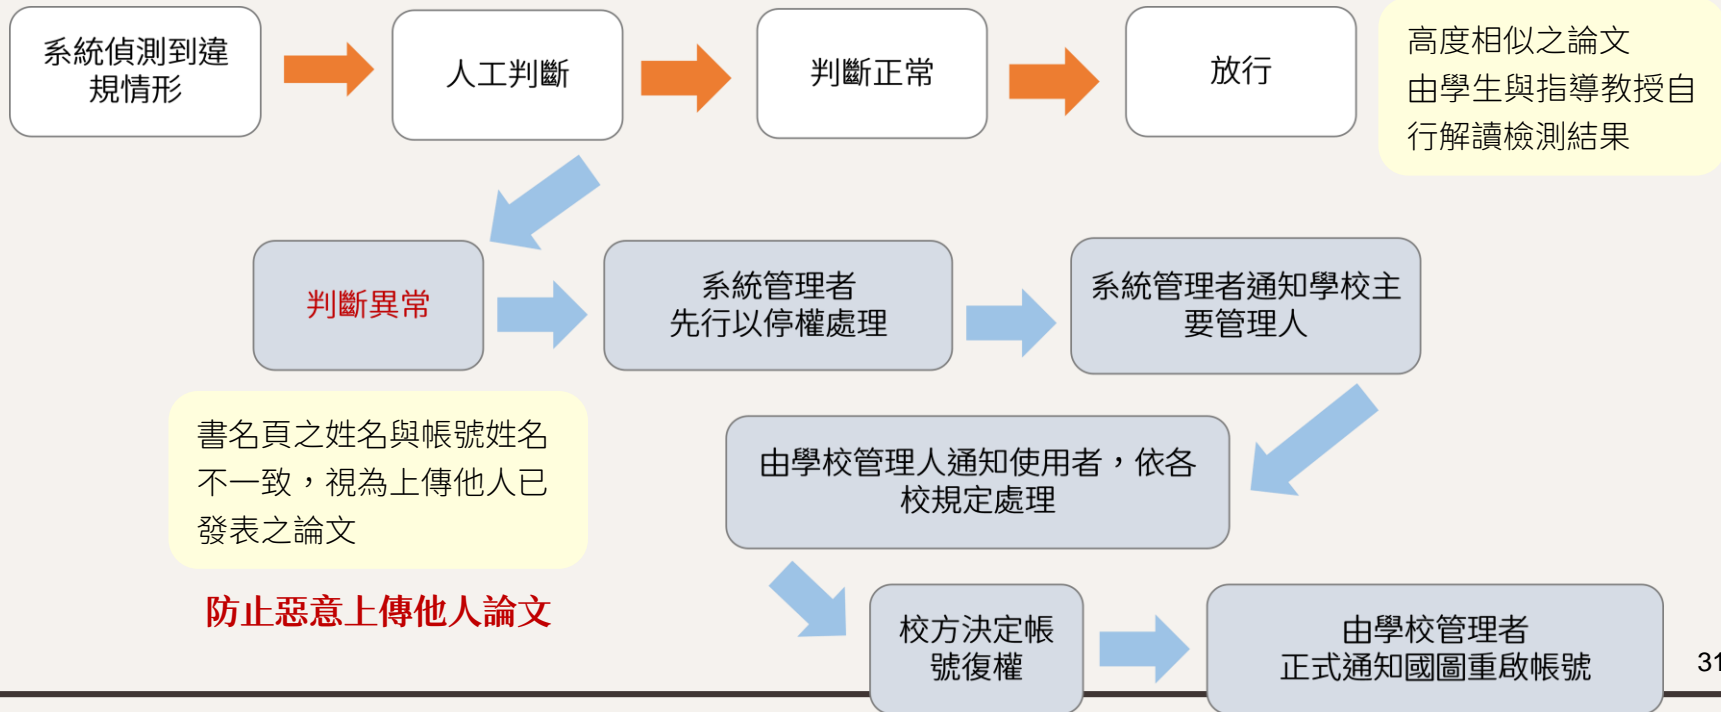 系統偵測到違
規情形
人工判斷
判斷正常
放行
高度相似之論文
由學生與指導教授自
行解讀檢測結果
判斷異常
系統管理者
先行以停權處理
系統管理者通知學校主
要管理人
書名頁之姓名與帳號姓名
不一致，視為上傳他人已
發表之論文
防止惡意上傳他人論文
由學校管理人通知使用者，依各
校規定處理
校方決定帳
號復權
由學校管理者
正式通知國圖重啟帳號
31